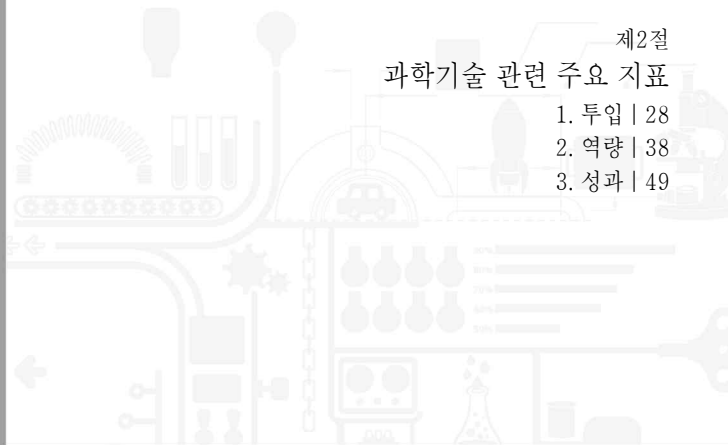 제2절
과학기술 관련 주요 지표
1. 투입 | 28
2. 역량 | 38
3. 성과 | 49